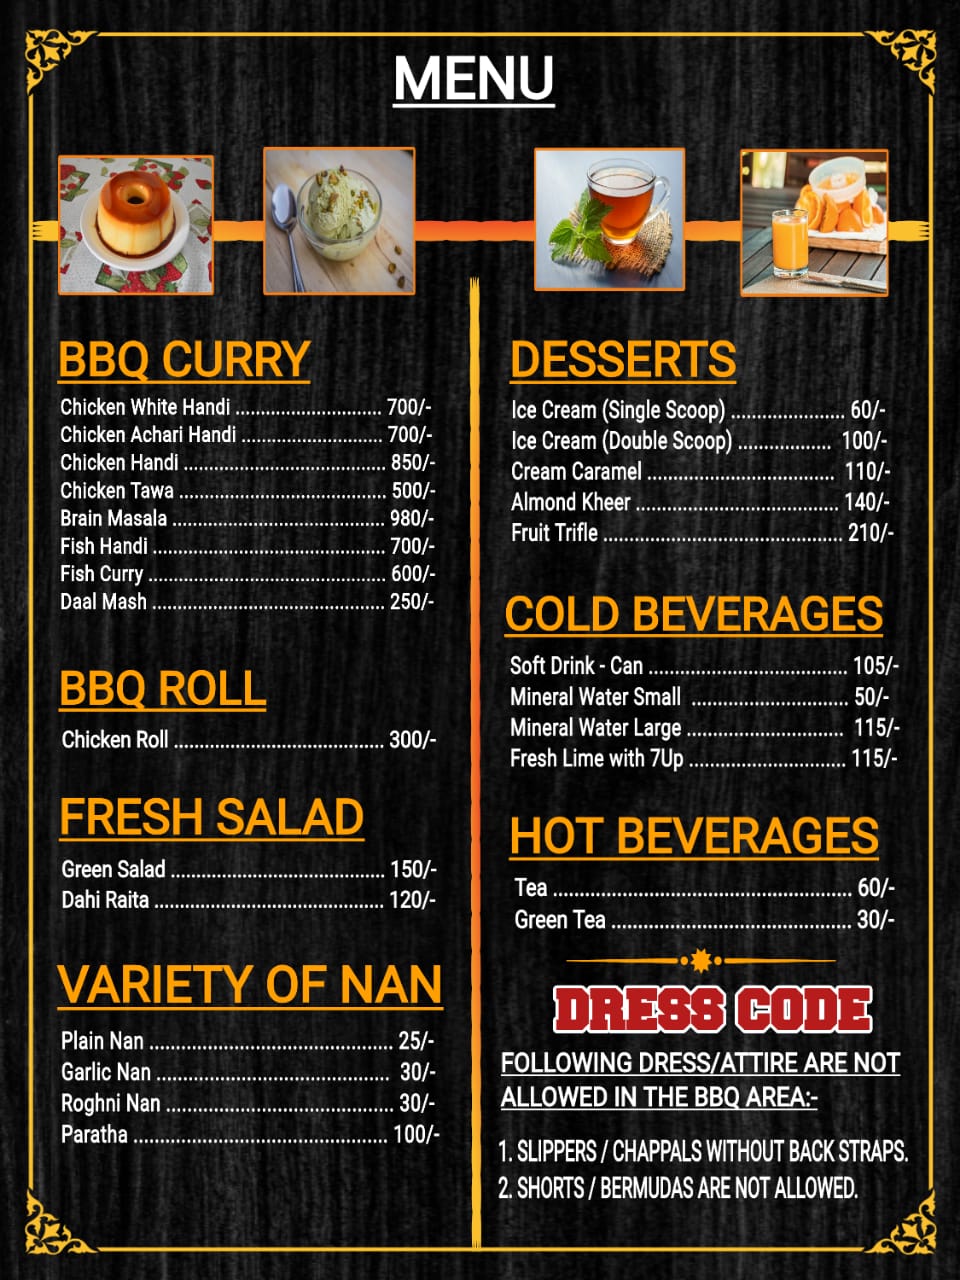 MENU
BBQ CURRY
Chicken White Handi ............................ 700/-
Chicken Achari Handi ........................... 700/-
Chicken Handi ...................................... 850/-
Chicken Tawa ....................................... 500/-
Brain Masala ........................................ 980/-
Fish Handi ............................................ 700/-
Fish Curry ............................................. 600/-
Daal Mash ............................................ 250/-
BBQ ROLL
Chicken Roll ........................................ 300/-
FRESH SALAD
Green Salad ......................................... 150/-
Dahi Raita ............................................ 120/-
VARIETY OF NAN
Plain Nan .............................................. 25/-
Garlic Nan ............................................ 30/-
Roghni Nan ........................................... 30/-
Paratha ................................................ 100/-
DESSERTS
Ice Cream (Single Scoop) ...................... 60/-
Ice Cream (Double Scoop) .................. 100/-
Cream Caramel .................................... 110/-
Almond Kheer ....................................... 140/-
Fruit Trifle .............................................. 210/-
COLD BEVERAGES
Soft Drink - Can ...................................... 105/-
Mineral Water Small .............................. 50/-
Mineral Water Large .............................. 115/-
Fresh Lime with 7Up .............................. 115/-
HOT BEVERAGES
Tea ......................................................... 60/-
Green Tea .............................................. 30/-
DRESS CODE
FOLLOWING DRESS/ATTIRE ARE NOT
ALLOWED IN THE BBQ AREA:-
1. SLIPPERS / CHAPPALS WITHOUT BACK STRAPS.
2. SHORTS / BERMUDAS ARE NOT ALLOWED.